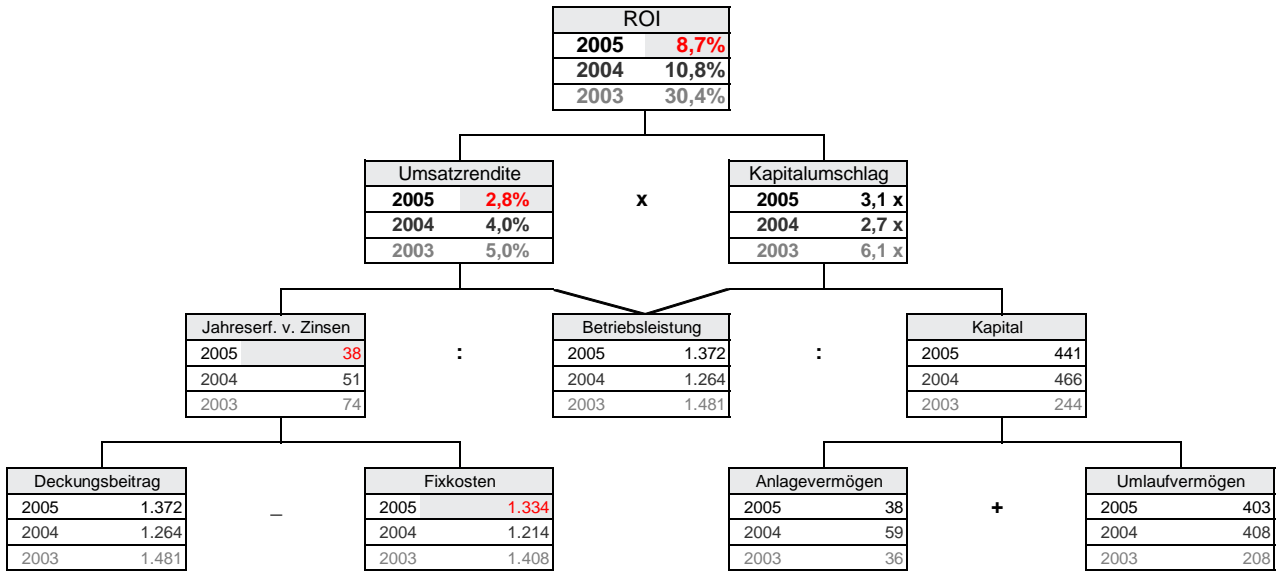 ROI
2005 8,7%
2004 10,8%
2003 30,4%
Umsatzrendite
2005 2,8%
2004 4,0%
2003 5,0%
x
Kapitalumschlag
2005 3,1 x
2004 2,7 x
2003 6,1 x
Jahreserf. v. Zinsen
2005 38
2004 51
2003 74
:
Betriebsleistung
2005 1.372
2004 1.264
2003 1.481
:
Kapital
2005 441
2004 466
2003 244
Deckungsbeitrag
2005 1.372
2004 1.264
2003 1.481
_
Fixkosten
2005 1.334
2004 1.214
2003 1.408
Anlagevermögen
2005 38
2004 59
2003 36
+
Umlaufvermögen
2005 403
2004 408
2003 208